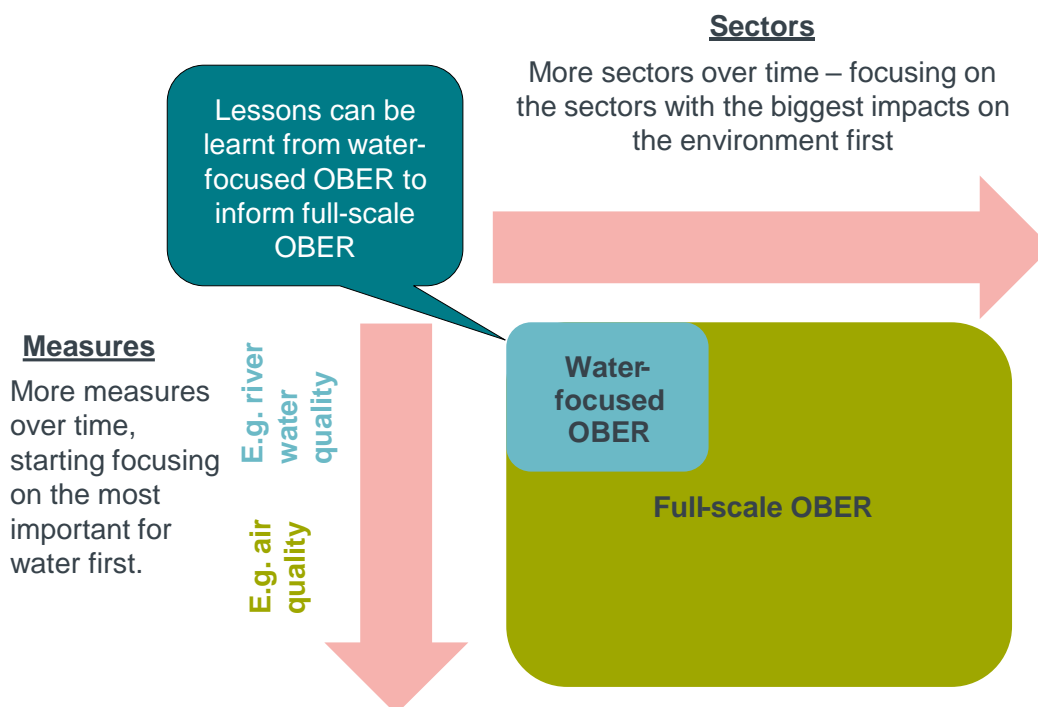 Sectors
More sectors over time – focusing on
the sectors with the biggest impacts on
the environment first
Lessons can be
learnt from water-
focused OBER to
inform full-scale
OBER
Measures
More measures
over time,
starting focusing
on the most
important for
water first.
E.g. river
water
quality
E.g. air
quality
Water-
focused
OBER
Full-scale OBER